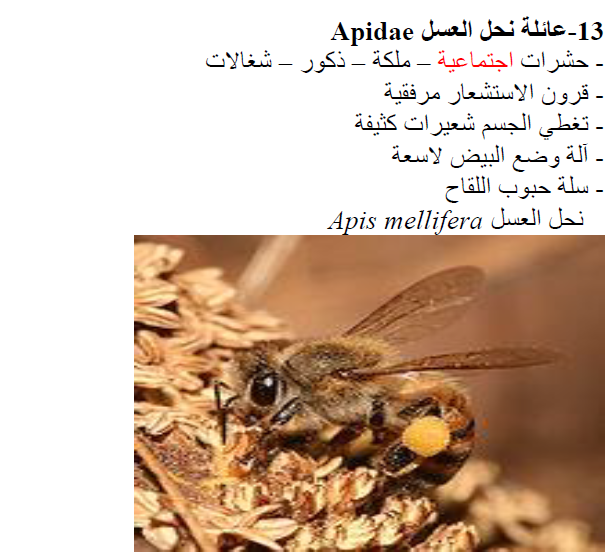 13-عائلة نحل العسل Apidae
- حشرات اجتماعية – ملكة – ذكور – شغالات
- قرون الاستشعار مرفقية
- تغطي الجسم شعيرات كثيفة
- آلة وضع البيض لاسعة
- سلة حبوب اللقاح
نحل العسل Apis mellifera